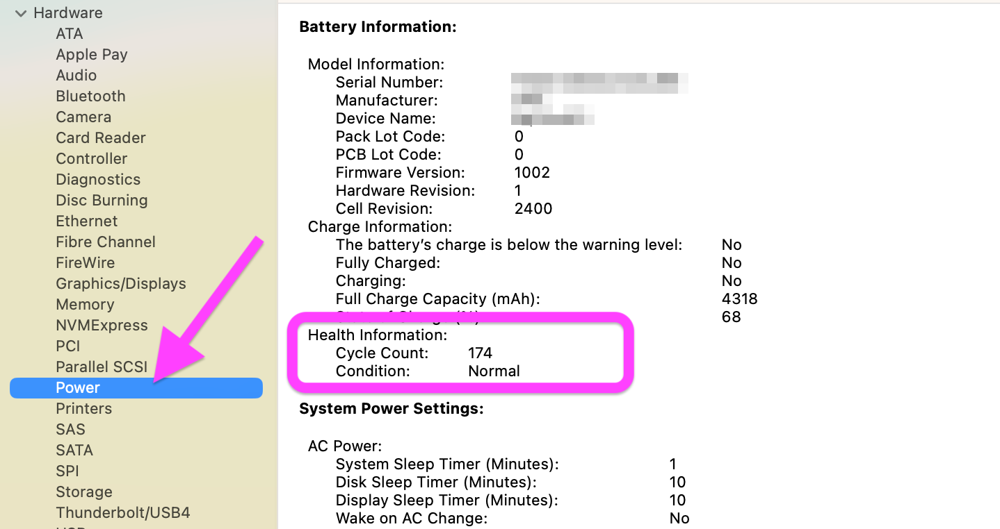 Hardware
ATA
Apple Pay
Audio
Bluetooth
Camera
Card Reader
Controller
Diagnostics
Disc Burning
Ethernet
Fibre Channel
FireWire
Graphics/Displays
Memory
NVMExpress
PCI
Parallel SCSI
Power
Printers
SAS
SATA
SPI
Storage
Thunderbolt/USB4
Battery Information:
Model Information:
Serial Number:
Manufacturer:
Device Name:
Pack Lot Code: 0
PCB Lot Code: 0
Firmware Version: 1002
Hardware Revision: 1
Cell Revision: 2400
Charge Information:
The battery’s charge is below the warning level: No
Fully Charged: No
Charging: No
Full Charge Capacity (mAh): 4318
68
Health Information:
Cycle Count: 174
Condition: Normal
System Power Settings:
AC Power:
System Sleep Timer (Minutes): 1
Disk Sleep Timer (Minutes): 10
Display Sleep Timer (Minutes): 10
Wake on AC Change: No